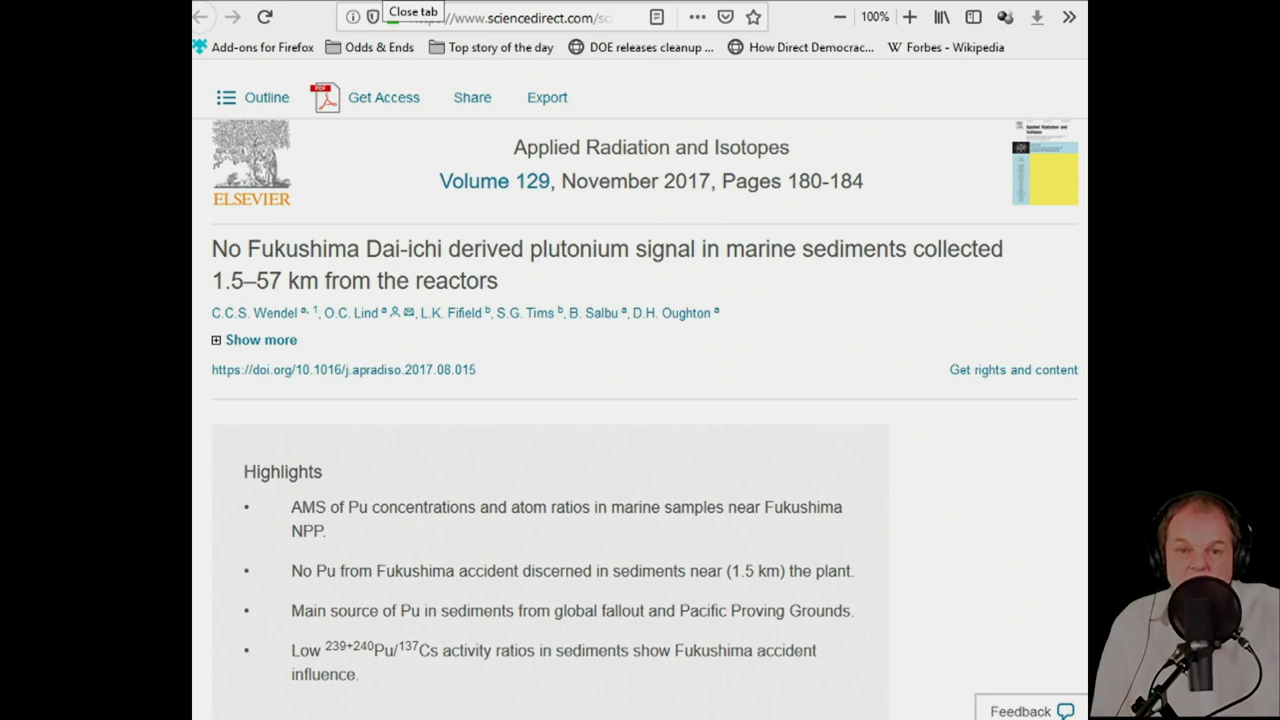 Close tab
www.sciencedirect.com/sc
100%
Add-ons for Firefox
Odds & Ends
Top story of the day
DOE releases cleanup ...
How Direct Democrac...
W Forbes - Wikipedia
Outline
PDF
Get Access
Share
Export
ELSEVIER
Applied Radiation and Isotopes
Volume 129, November 2017, Pages 180-184
Applied Radiation and
Isotopes
No Fukushima Dai-ichi derived plutonium signal in marine sediments collected
1.5–57 km from the reactors
C.C.S. Wendel a, 1, O.C. Lind a, L.K. Fifield b, S.G. Tims b, B. Salbu a, D.H. Oughton a
Show more
https://doi.org/10.1016/j.apradiso.2017.08.015
Get rights and content
Highlights
• AMS of Pu concentrations and atom ratios in marine samples near Fukushima
NPP.
• No Pu from Fukushima accident discerned in sediments near (1.5 km) the plant.
• Main source of Pu in sediments from global fallout and Pacific Proving Grounds.
• Low 239+240Pu/137Cs activity ratios in sediments show Fukushima accident
influence.
Feedback